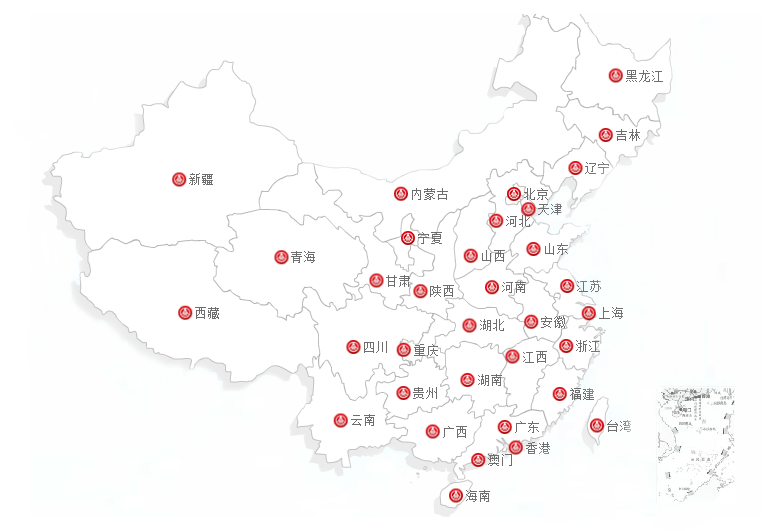 黑龙江
吉林
辽宁
新疆
内蒙古
北京
天津
河北
宁夏
山东
青海
山西
甘肃
陕西
河南
江苏
西藏
上海
湖北
安徽
四川
重庆
浙江
江西
贵州
湖南
福建
云南
广西
广东
台湾
香港
澳门
海南